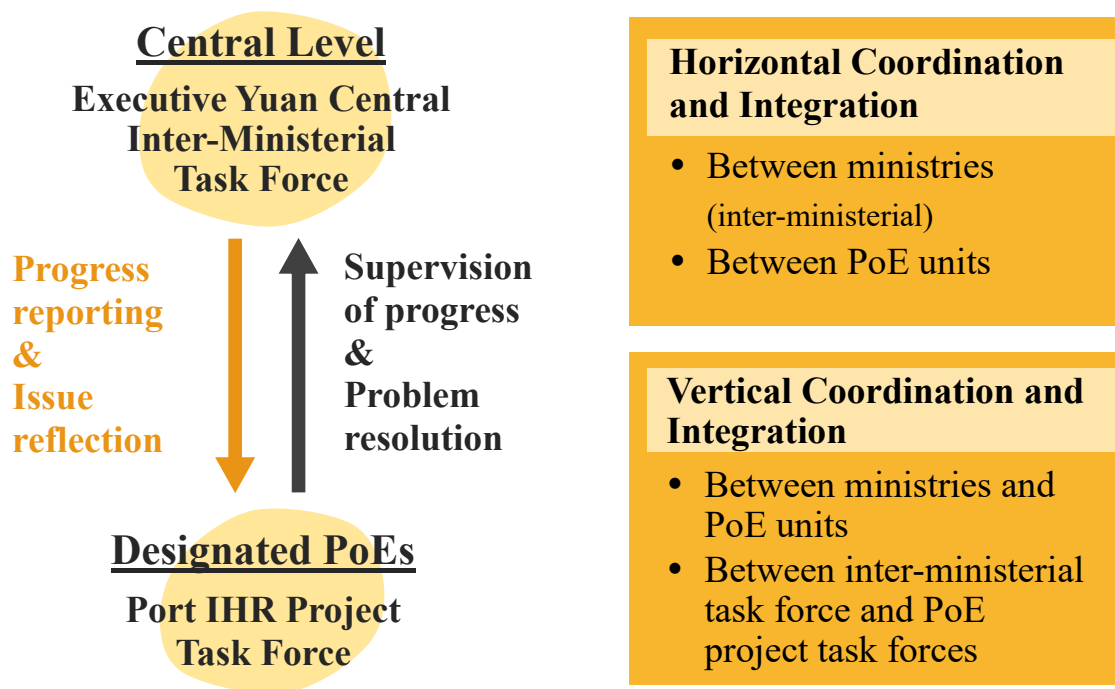 Central Level
Executive Yuan Central
Inter-Ministerial
Task Force
Progress
reporting
&
Issue
reflection
Supervision
of progress
&
Problem
resolution
Designated PoEs
Port IHR Project
Task Force
Horizontal Coordination
and Integration
• Between ministries
(inter-ministerial)
• Between PoE units
Vertical Coordination and
Integration
• Between ministries and
PoE units
• Between inter-ministerial
task force and PoE
project task forces